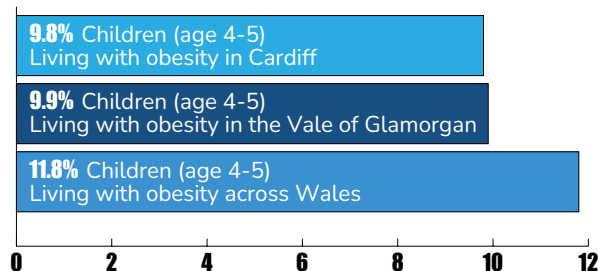 9.8% Children (age 4-5)
Living with obesity in Cardiff
9.9% Children (age 4-5)
Living with obesity in the Vale of Glamorgan
11.8% Children (age 4-5)
Living with obesity across Wales
0 2 4 6 8 10 12